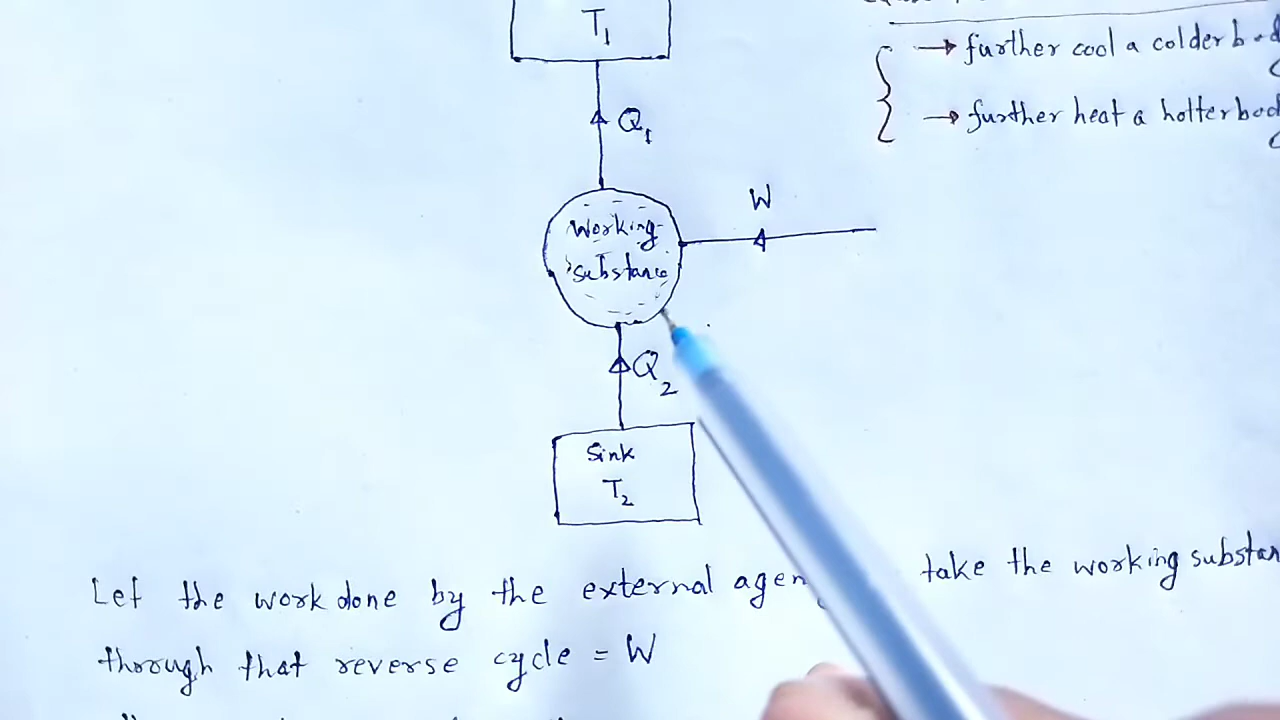 T1
further cool a colder bod
→ further heat a hotter bod
Q1
W
Working
substance
Q2
Sink
T2
Let the work done by the external agen take the working substan
through that reverse cycle = W